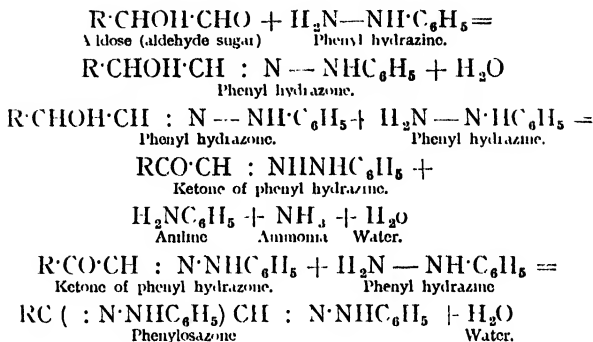 R·CHOH·CHO + H₂N—NH·C₆H₅ =
Aldose (aldehyde sugar) Phenyl hydrazine.
R·CHOH·CH : N — NHC₆H₅ + H₂O
Phenyl hydrazone.
R·CHOH·CH : N — NH·C₆H₅ + H₂N—N·HC₆H₅ =
Phenyl hydrazone. Phenyl hydrazine.
RCO·CH : NHNHC₆H₅ +
Ketone of phenyl hydrazine.
H₂NC₆H₅ + NH₃ + H₂O
Aniline Ammonia Water.
R·CO·CH : N·NHC₆H₅ + H₂N — NH·C₆H₅ =
Ketone of phenyl hydrazone. Phenyl hydrazine
RC ( : N·NHC₆H₅) CH : N·NHC₆H₅ + H₂O
Phenylosazone Water.